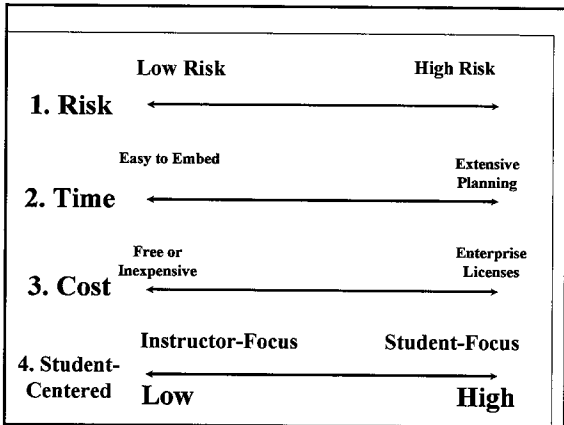 Low Risk High Risk
1. Risk
Easy to Embed Extensive
Planning
2. Time
Free or Enterprise
Inexpensive Licenses
3. Cost
Instructor-Focus Student-Focus
4. Student-
Centered
Low High